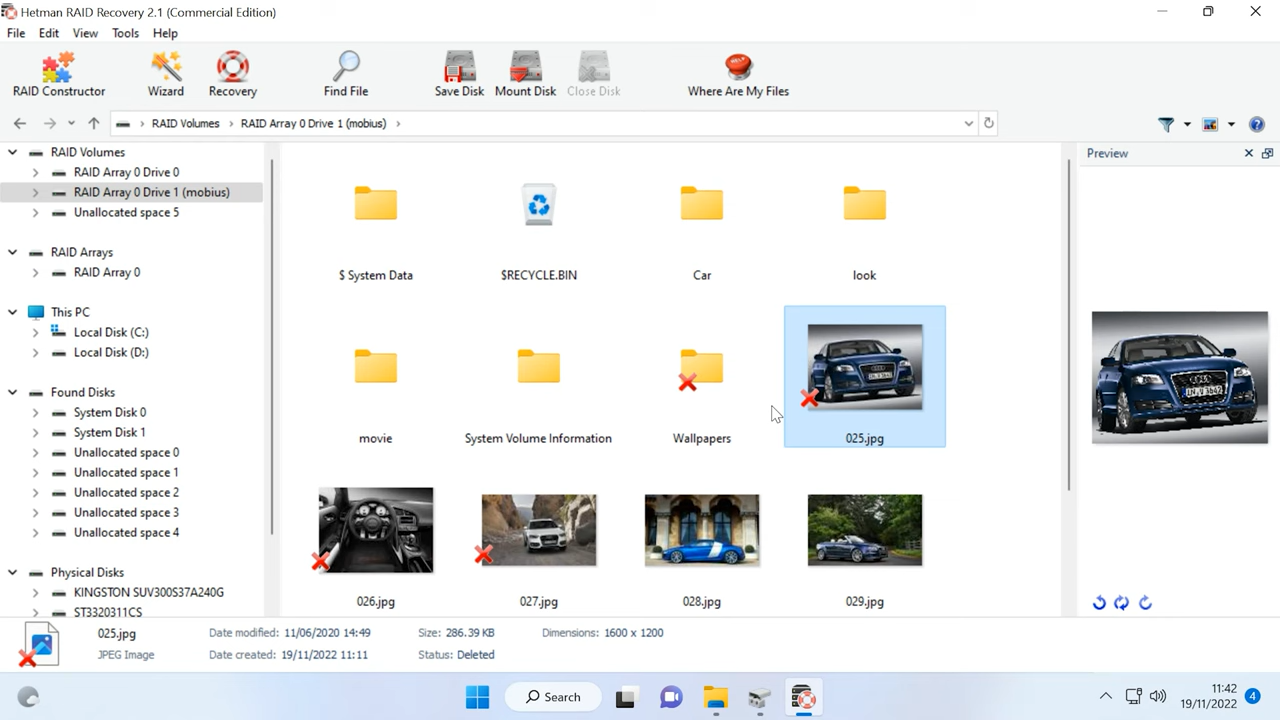 Hetman RAID Recovery 2.1 (Commercial Edition)
File Edit View Tools Help
RAID Constructor Wizard Recovery Find File Save Disk Mount Disk Close Disk Where Are My Files
RAID Volumes RAID Array 0 Drive 1 (mobius)
RAID Volumes
RAID Array 0 Drive 0
RAID Array 0 Drive 1 (mobius)
Unallocated space 5
RAID Arrays
RAID Array 0
This PC
Local Disk (C:)
Local Disk (D:)
Found Disks
System Disk 0
System Disk 1
Unallocated space 0
Unallocated space 1
Unallocated space 2
Unallocated space 3
Unallocated space 4
Physical Disks
KINGSTON SUV300S37A240G
ST3320311CS
$ System Data $RECYCLE.BIN Car look
movie System Volume Information Wallpapers 025.jpg
026.jpg 027.jpg 028.jpg 029.jpg
Preview
025.jpg Date modified: 11/06/2020 14:49 Size: 286.39 KB Dimensions: 1600 x 1200
JPEG Image Date created: 19/11/2022 11:11 Status: Deleted
Search
11:42
19/11/2022
4